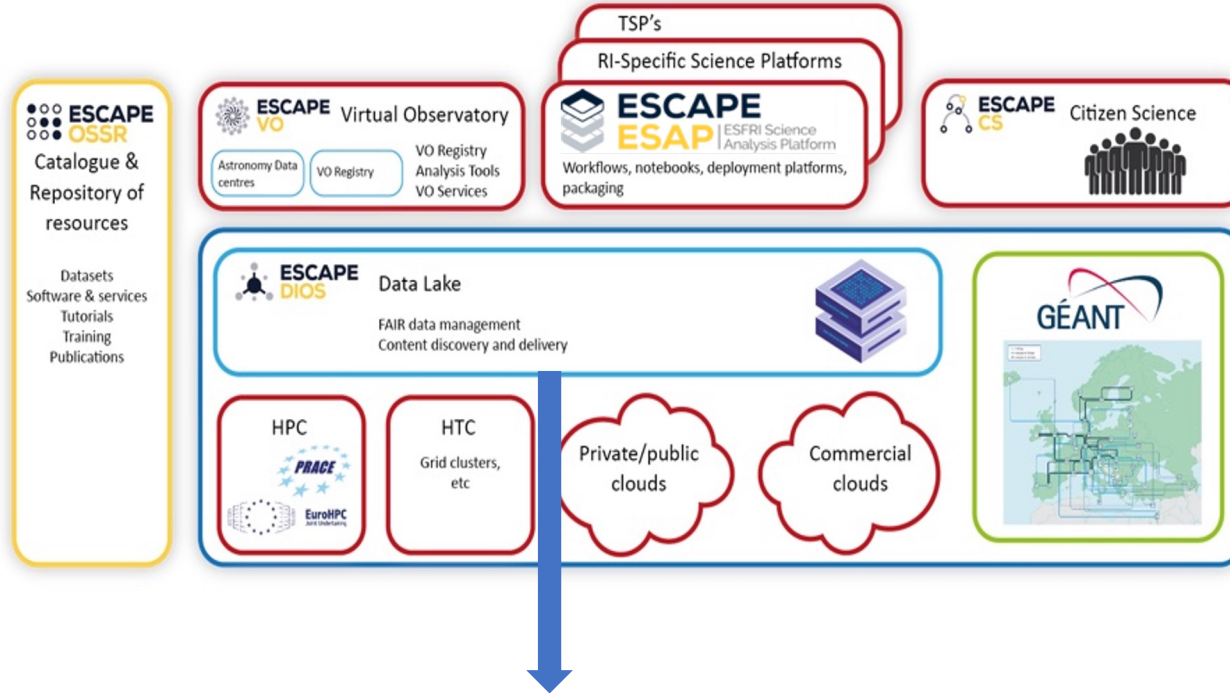 TSP's
RI-Specific Science Platforms
ESCAPE
OSSR
Catalogue &
Repository of
resources
Datasets
Software & services
Tutorials
Training
Publications
ESCAPE
VO
Virtual Observatory
Astronomy Data
centres
VO Registry
VO Registry
Analysis Tools
VO Services
ESCAPE
ESAP
ESFRI Science
Analysis Platform
Workflows, notebooks, deployment platforms,
packaging
ESCAPE
CS
Citizen Science
ESCAPE
DIOS
Data Lake
FAIR data management
Content discovery and delivery
GÉANT
HPC
PRACE
EuroHPC
Joint Undertaking
HTC
Grid clusters,
etc
Private/public
clouds
Commercial
clouds